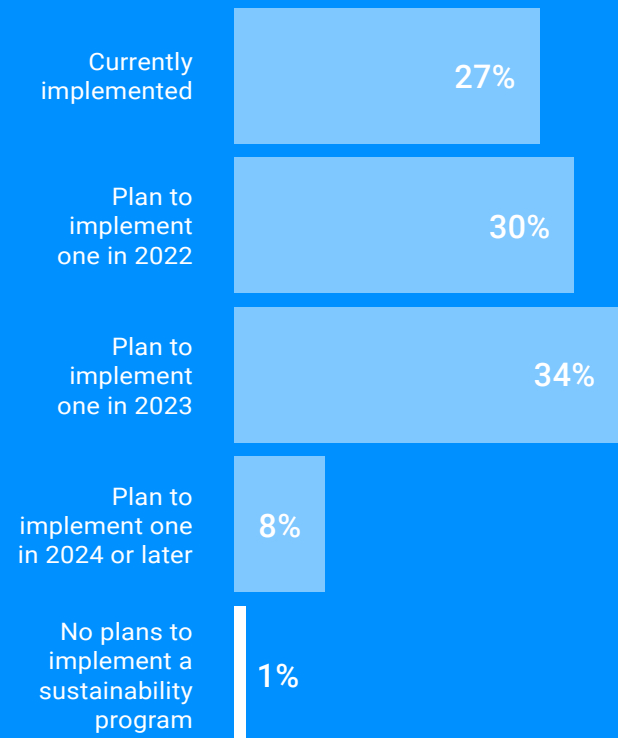 Currently
implemented
27%
Plan to
implement
one in 2022
30%
Plan to
implement
one in 2023
34%
Plan to
implement one
in 2024 or later
8%
No plans to
implement a
sustainability
program
1%